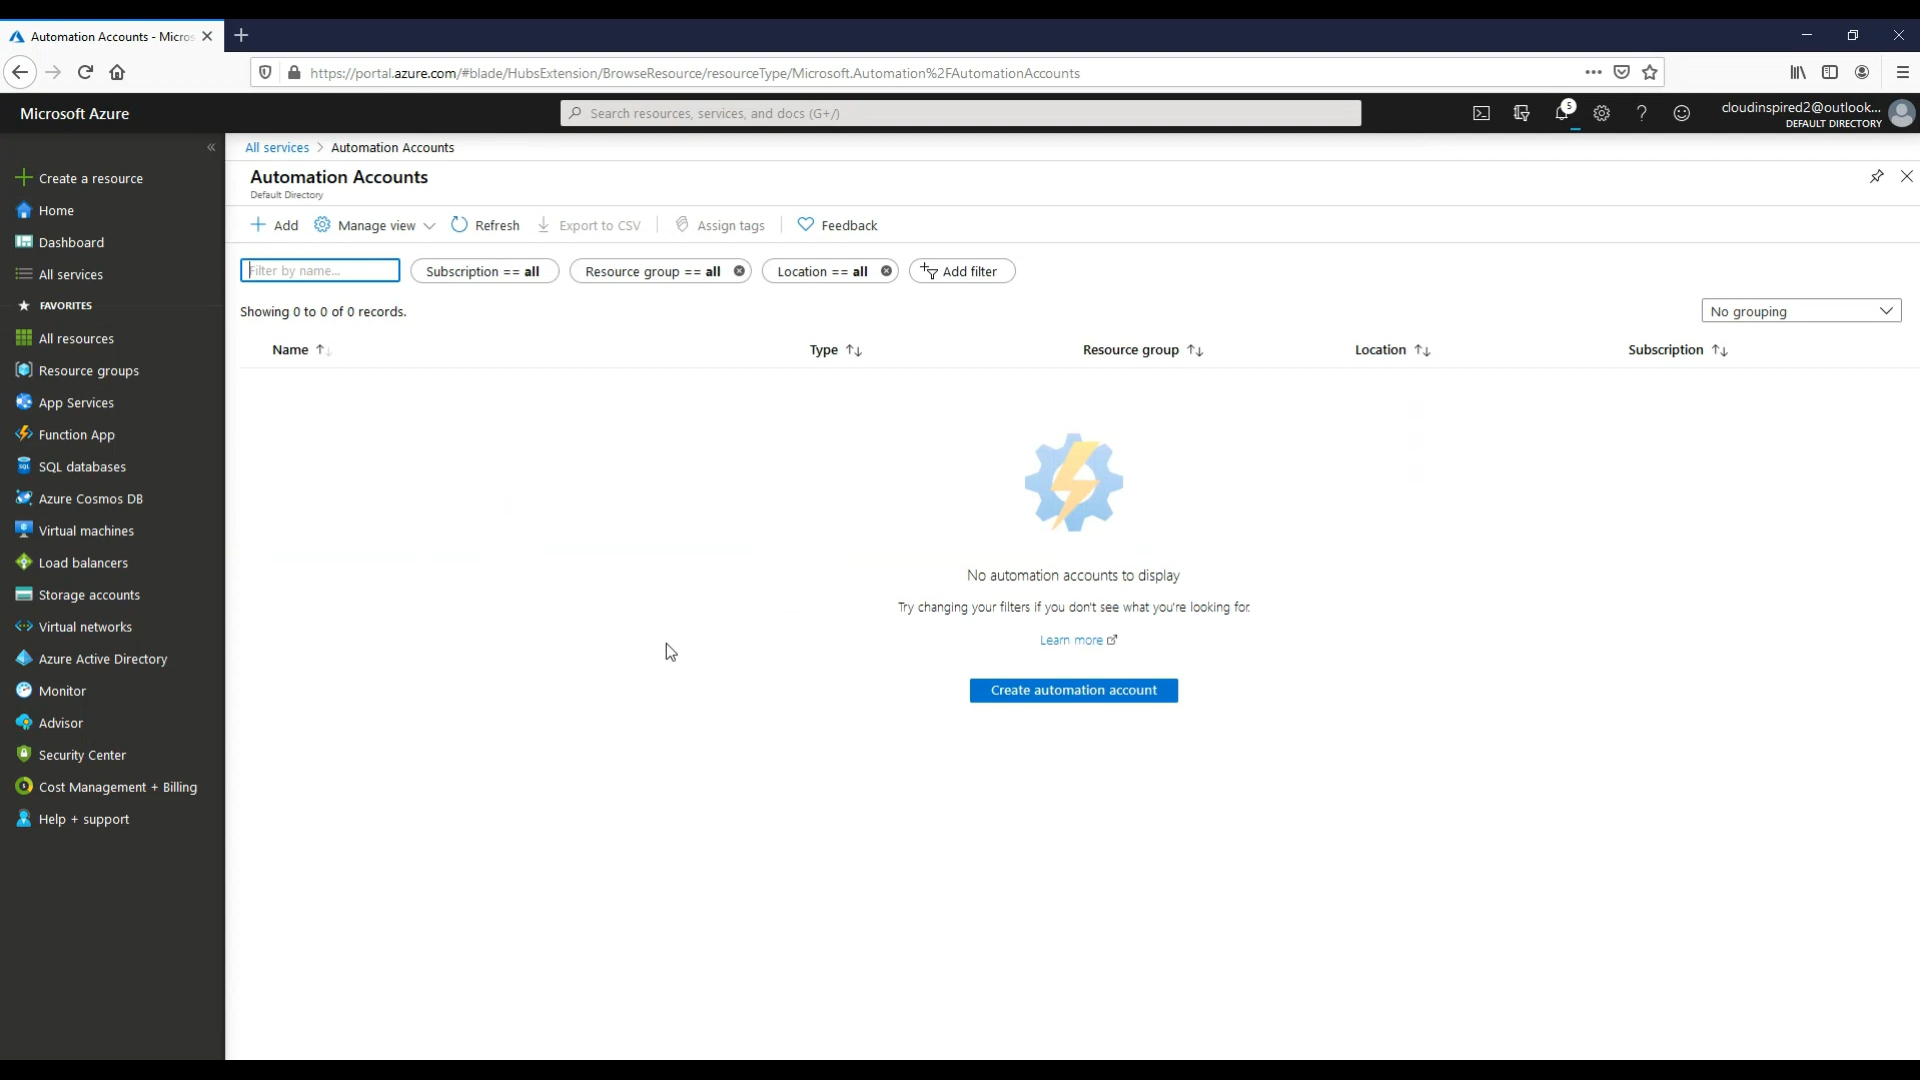 Automation Accounts - Micros
https://portal.azure.com/#blade/HubsExtension/BrowseResource/resourceType/Microsoft.Automation%2FAutomationAccounts
Microsoft Azure
Search resources, services, and docs (G+/)
5
cloudinspired2@outlook...
DEFAULT DIRECTORY
All services > Automation Accounts
Automation Accounts
Default Directory
Add
Manage view
Refresh
Export to CSV
Assign tags
Feedback
Filter by name...
Subscription == all
Resource group == all
Location == all
Add filter
Showing 0 to 0 of 0 records.
No grouping
Name
Type
Resource group
Location
Subscription
No automation accounts to display
Try changing your filters if you don't see what you're looking for.
Learn more
Create automation account
Create a resource
Home
Dashboard
All services
FAVORITES
All resources
Resource groups
App Services
Function App
SQL databases
Azure Cosmos DB
Virtual machines
Load balancers
Storage accounts
Virtual networks
Azure Active Directory
Monitor
Advisor
Security Center
Cost Management + Billing
Help + support